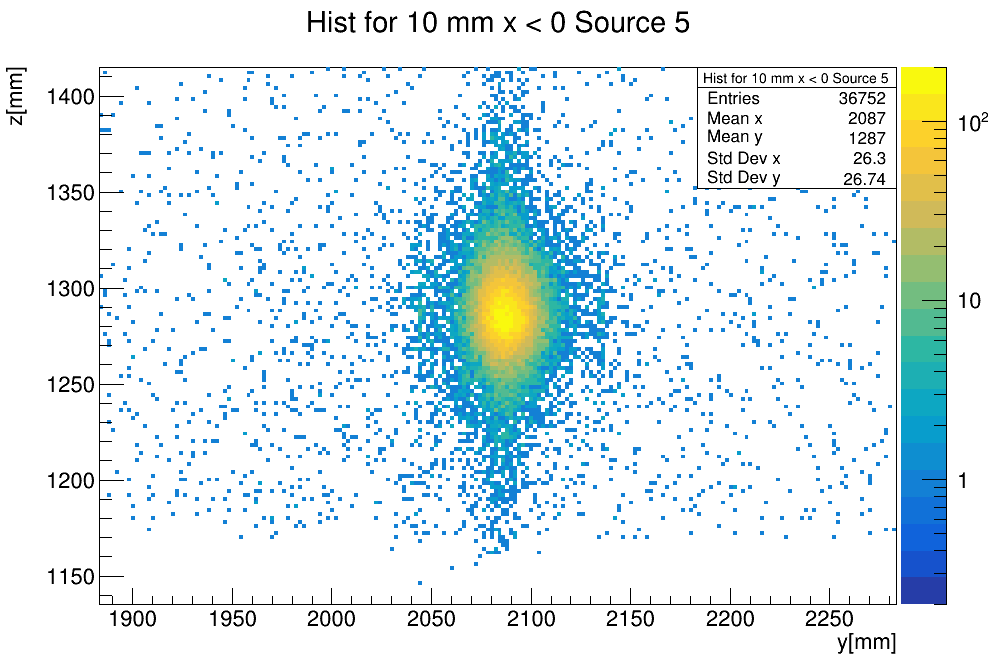 Hist for 10 mm x < 0 Source 5
z[mm]
Hist for 10 mm x < 0 Source 5
Entries 36752
Mean x 2087
Mean y 1287
Std Dev x 26.3
Std Dev y 26.74
1400
1350
1300
1250
1200
1150
1900 1950 2000 2050 2100 2150 2200 2250
y[mm]
10²
10
1